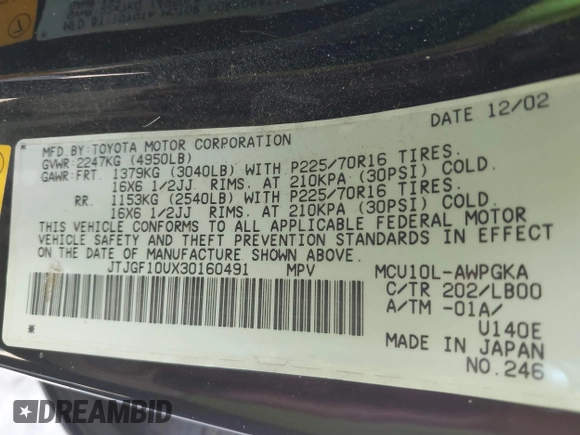 DATE 12/02
MFD.BY:TOYOTA MOTOR CORPORATION
GVWR:2247KG (4950LB)
GAWR:FRT. 1379KG (3040LB) WITH P225/70R16 TIRES.
16X6 1/2JJ RIMS. AT 210KPA (30PSI) COLD.
RR. 1153KG (2540LB) WITH P225/70R16 TIRES.
16X6 1/2JJ RIMS. AT 210KPA (30PSI) COLD.
THIS VEHICLE CONFORMS TO ALL APPLICABLE FEDERAL MOTOR
VEHICLE SAFETY AND THEFT PREVENTION STANDARDS IN EFFECT
ON THE DATE OF MANUFACTURE SHOWN ABOVE.
JTJGF10UX30160491 MPV MCU10L-AWPGKA
C/TR 202/LB00
A/TM -01A/
U140E
MADE IN JAPAN
NO.246
DREAMBID